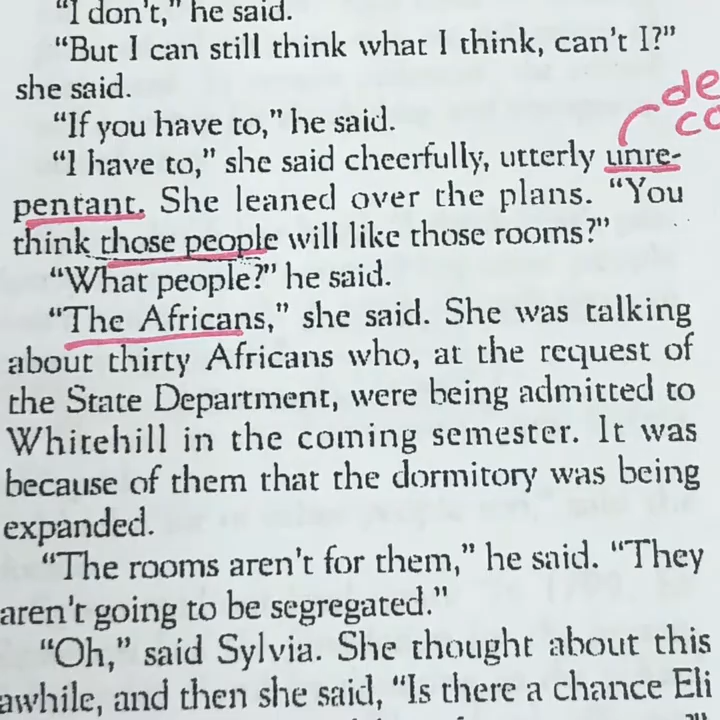 "I don't," he said.
"But I can still think what I think, can't I?"
she said.
"If you have to," he said.
de
co
"I have to," she said cheerfully, utterly unre-
pentant. She leaned over the plans. "You
think those people will like those rooms?"
"What people?" he said.
"The Africans," she said. She was talking
about thirty Africans who, at the request of
the State Department, were being admitted to
Whitehill in the coming semester. It was
because of them that the dormitory was being
expanded.
"The rooms aren't for them," he said. "They
aren't going to be segregated."
"Oh," said Sylvia. She thought about this
awhile, and then she said, "Is there a chance Eli